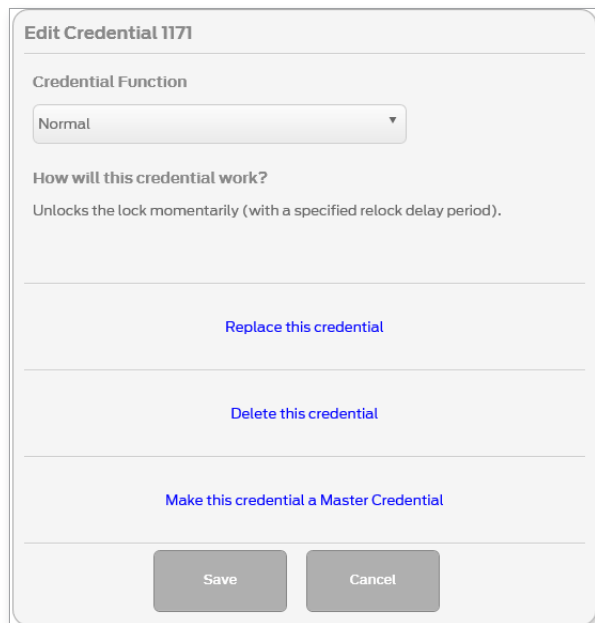 Edit Credential 1171
Credential Function
Normal
How will this credential work?
Unlocks the lock momentarily (with a specified relock delay period).
Replace this credential
Delete this credential
Make this credential a Master Credential
Save Cancel